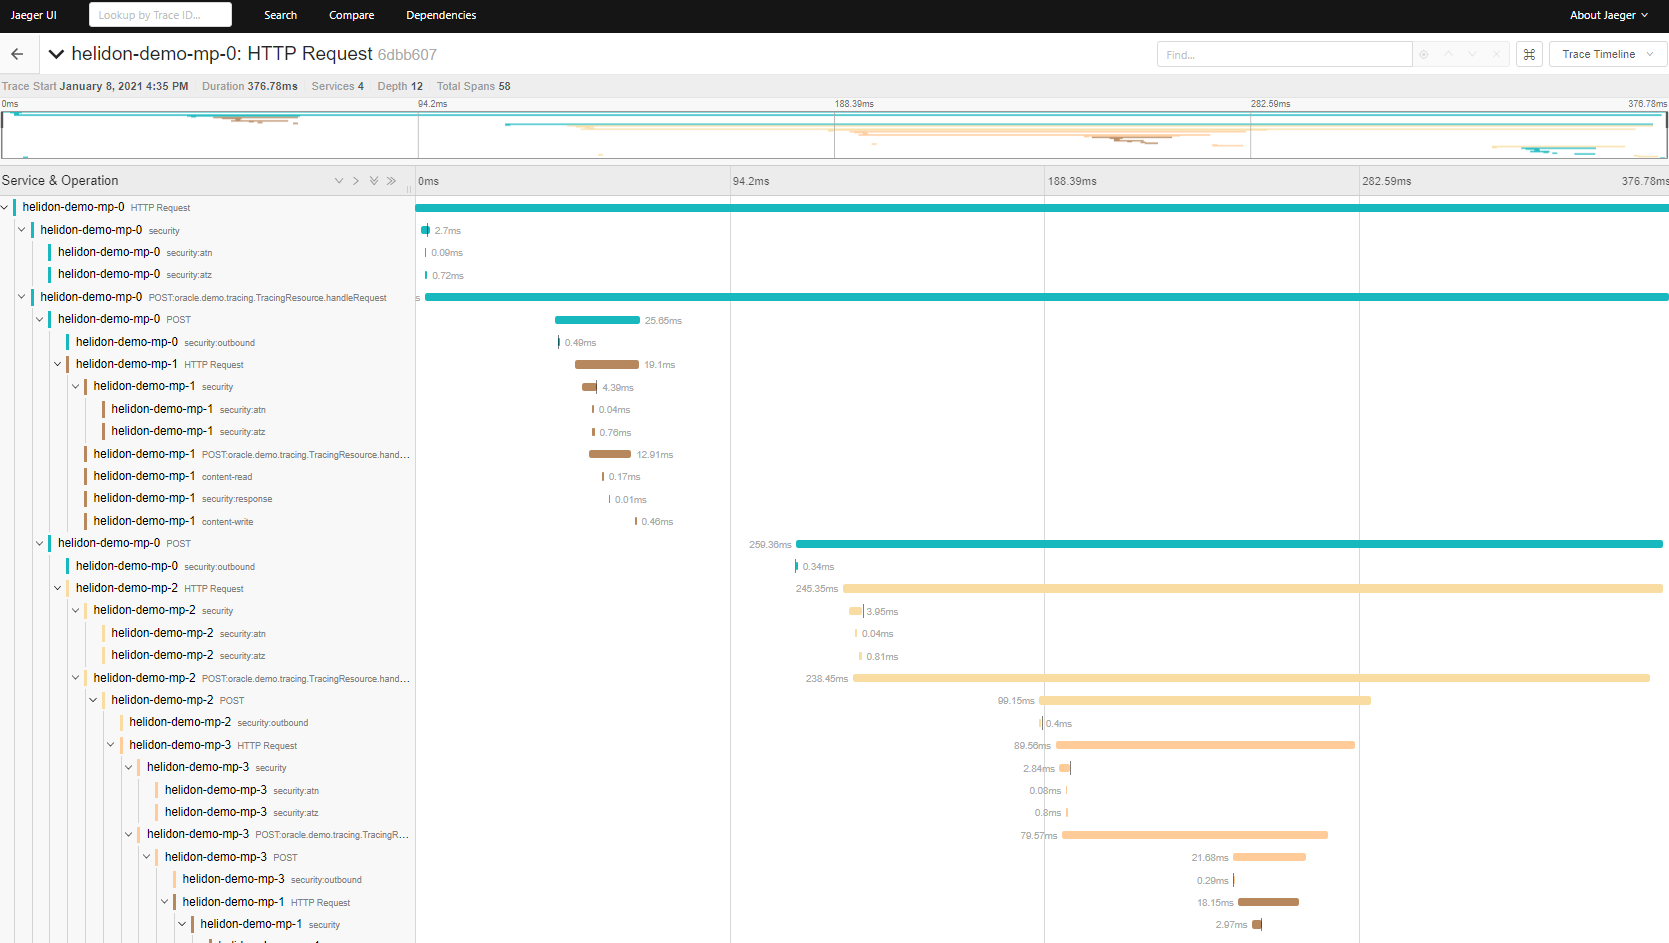 Jaeger UI Lookup by Trace ID... Search Compare Dependencies About Jaeger
helidon-demo-mp-0: HTTP Request 6dbb607 Find... Trace Timeline
Trace Start January 8, 2021 4:35 PM Duration 376.78ms Services 4 Depth 12 Total Spans 58
0ms 94.2ms 188.39ms 282.59ms 376.78ms
Service & Operation 0ms 94.2ms 188.39ms 282.59ms 376.78ms
helidon-demo-mp-0 HTTP Request
helidon-demo-mp-0 security 2.7ms
helidon-demo-mp-0 security:atn 0.09ms
helidon-demo-mp-0 security:atz 0.72ms
helidon-demo-mp-0 POST:oracle.demo.tracing.TracingResource.handleRequest s
helidon-demo-mp-0 POST 25.65ms
helidon-demo-mp-0 security:outbound 0.49ms
helidon-demo-mp-1 HTTP Request 19.1ms
helidon-demo-mp-1 security 4.39ms
helidon-demo-mp-1 security:atn 0.04ms
helidon-demo-mp-1 security:atz 0.76ms
helidon-demo-mp-1 POST:oracle.demo.tracing.TracingResource.hand... 12.91ms
helidon-demo-mp-1 content-read 0.17ms
helidon-demo-mp-1 security:response 0.01ms
helidon-demo-mp-1 content-write 0.46ms
helidon-demo-mp-0 POST 259.36ms
helidon-demo-mp-0 security:outbound 0.34ms
helidon-demo-mp-2 HTTP Request 245.35ms
helidon-demo-mp-2 security 3.95ms
helidon-demo-mp-2 security:atn 0.04ms
helidon-demo-mp-2 security:atz 0.81ms
helidon-demo-mp-2 POST:oracle.demo.tracing.TracingResource.hand... 238.45ms
helidon-demo-mp-2 POST 99.15ms
helidon-demo-mp-2 security:outbound 0.4ms
helidon-demo-mp-3 HTTP Request 89.56ms
helidon-demo-mp-3 security 2.84ms
helidon-demo-mp-3 security:atn 0.08ms
helidon-demo-mp-3 security:atz 0.8ms
helidon-demo-mp-3 POST:oracle.demo.tracing.TracingR... 79.57ms
helidon-demo-mp-3 POST 21.68ms
helidon-demo-mp-3 security:outbound 0.29ms
helidon-demo-mp-1 HTTP Request 18.15ms
helidon-demo-mp-1 security 2.97ms